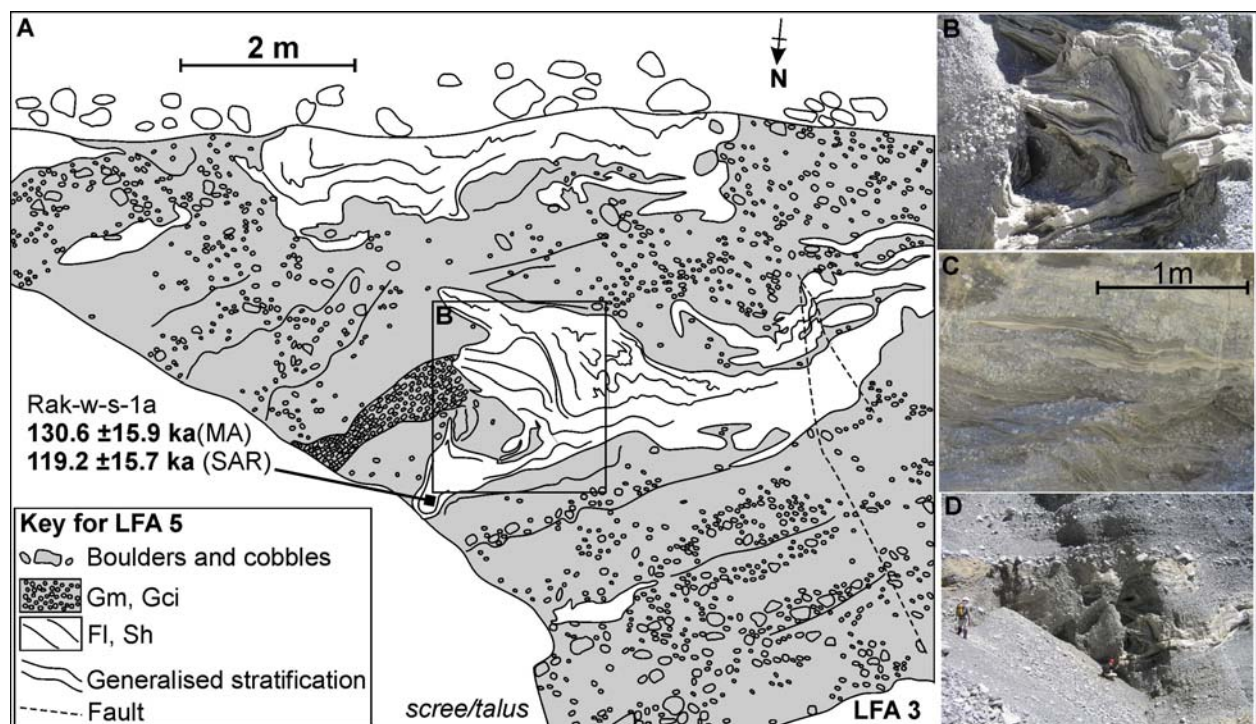 A
2 m
N
B
Rak-w-s-1a
130.6 ±15.9 ka(MA)
119.2 ±15.7 ka (SAR)
Key for LFA 5
Boulders and cobbles
Gm, Gci
Fl, Sh
Generalised stratification
Fault
scree/talus
LFA 3
B
C
1m
D